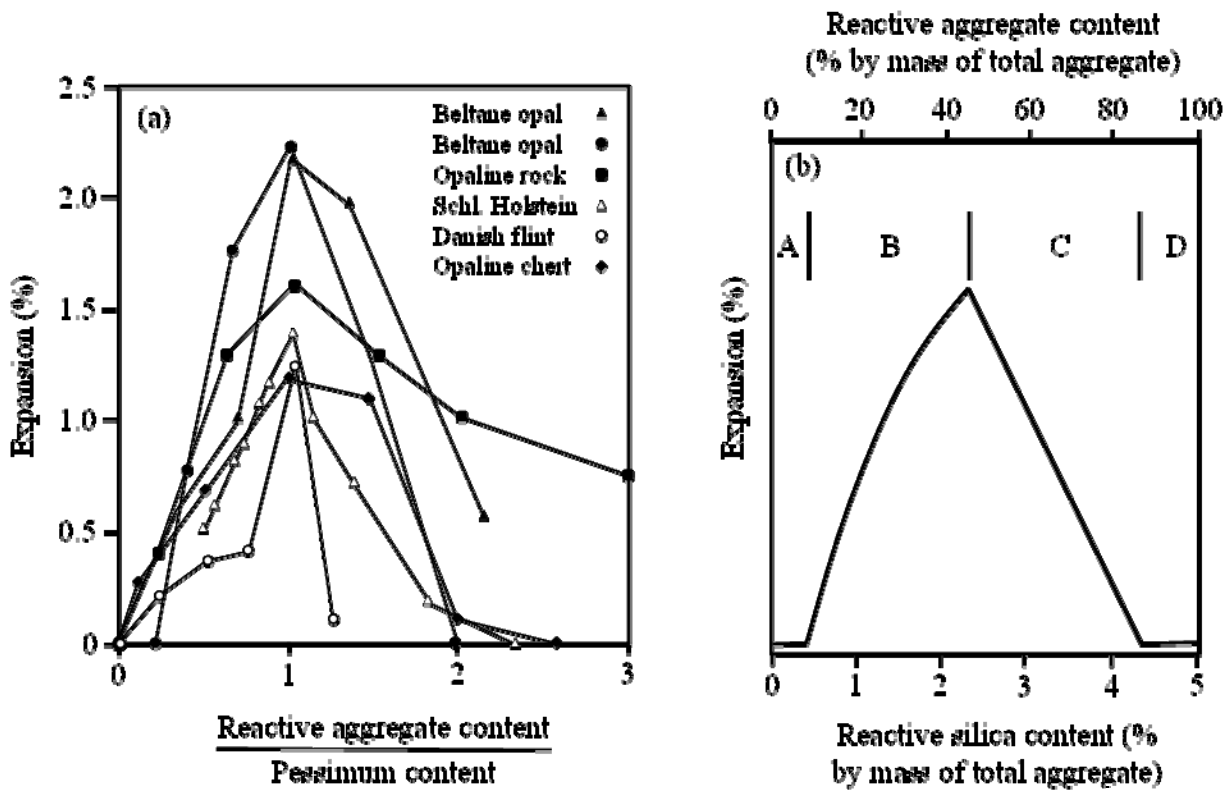 2.5
2.0
1.5
1.0
0.5
0
0
1
2
3
(a)
Beltane opal
Beltane opal
Opaline rock
Schl. Holstein
Danish flint
Opaline chert
Expansion (%)
Reactive aggregate content
Pessimum content
Reactive aggregate content
(% by mass of total aggregate)
0 20 40 60 80 100
(b)
A B C D
Expansion (%)
0 1 2 3 4 5
Reactive silica content (%
by mass of total aggregate)